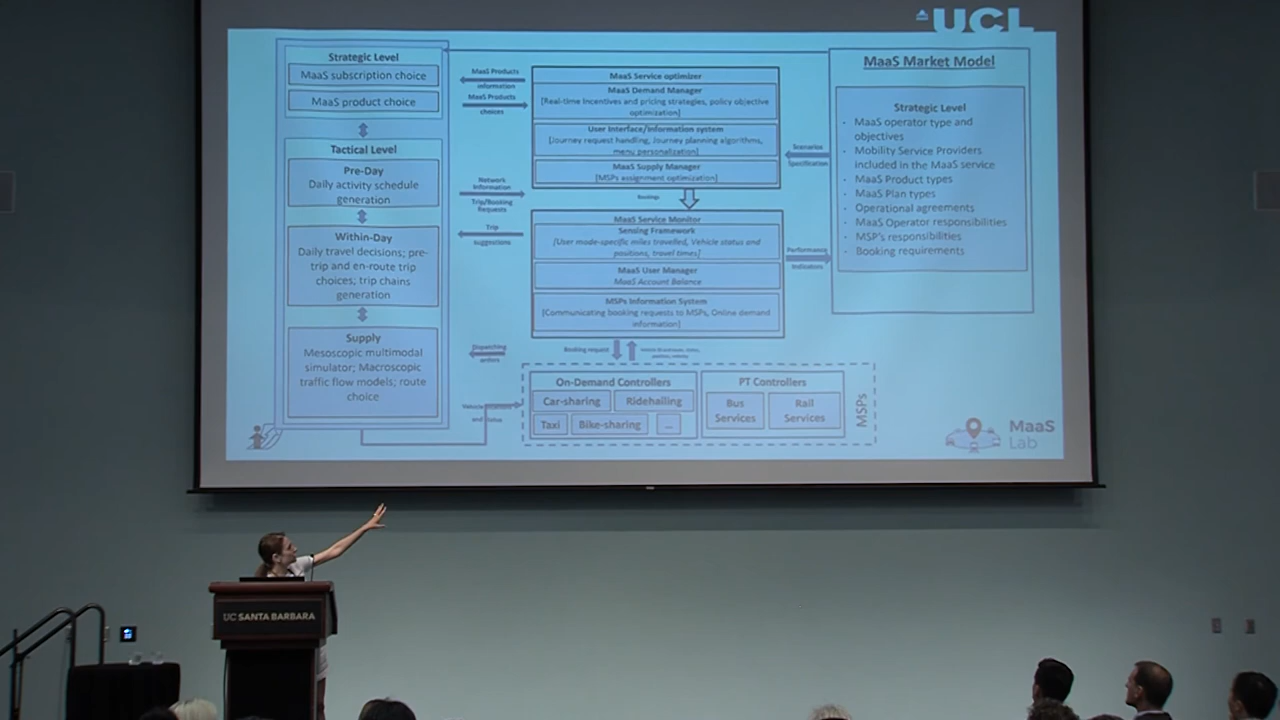 UCL
Strategic Level
MaaS subscription choice
MaaS product choice
Tactical Level
Pre-Day
Daily activity schedule
generation
Within-Day
Daily travel decisions; pre-
trip and en-route trip
choices; trip chains
generation
Supply
Mesoscopic multimodal
simulator; Macroscopic
traffic flow models; route
choice
MaaS Products
information
MaaS Products
choices
Network
Information
Trip/Booking
Requests
Trip
suggestions
Dispatching
orders
Vehicle
and status
MaaS Service optimizer
MaaS Demand Manager
[Real-time Incentives and pricing strategies, policy objective
optimization]
User Interface/Information system
[Journey request handling, Journey planning algorithms,
menu personalization]
MaaS Supply Manager
[MSPs assignment optimization]
Bookings
MaaS Service Monitor
Sensing Framework
[User mode-specific miles travelled, Vehicle status and
positions, travel times]
MaaS User Manager
MaaS Account Balance
MSPs Information System
[Communicating booking requests to MSPs, Online demand
information]
Booking request
On-Demand Controllers
Car-sharing
Ridehailing
Taxi
Bike-sharing
...
PT Controllers
Bus
Services
Rail
Services
MSPs
Scenarios
Specification
Performance
Indicators
MaaS Market Model
Strategic Level
· MaaS operator type and
objectives
· Mobility Service Providers
included in the MaaS service
· MaaS Product types
· MaaS Plan types
· Operational agreements
· MaaS Operator responsibilities
· MSP's responsibilities
· Booking requirements
MaaS
Lab
UC SANTA BARBARA